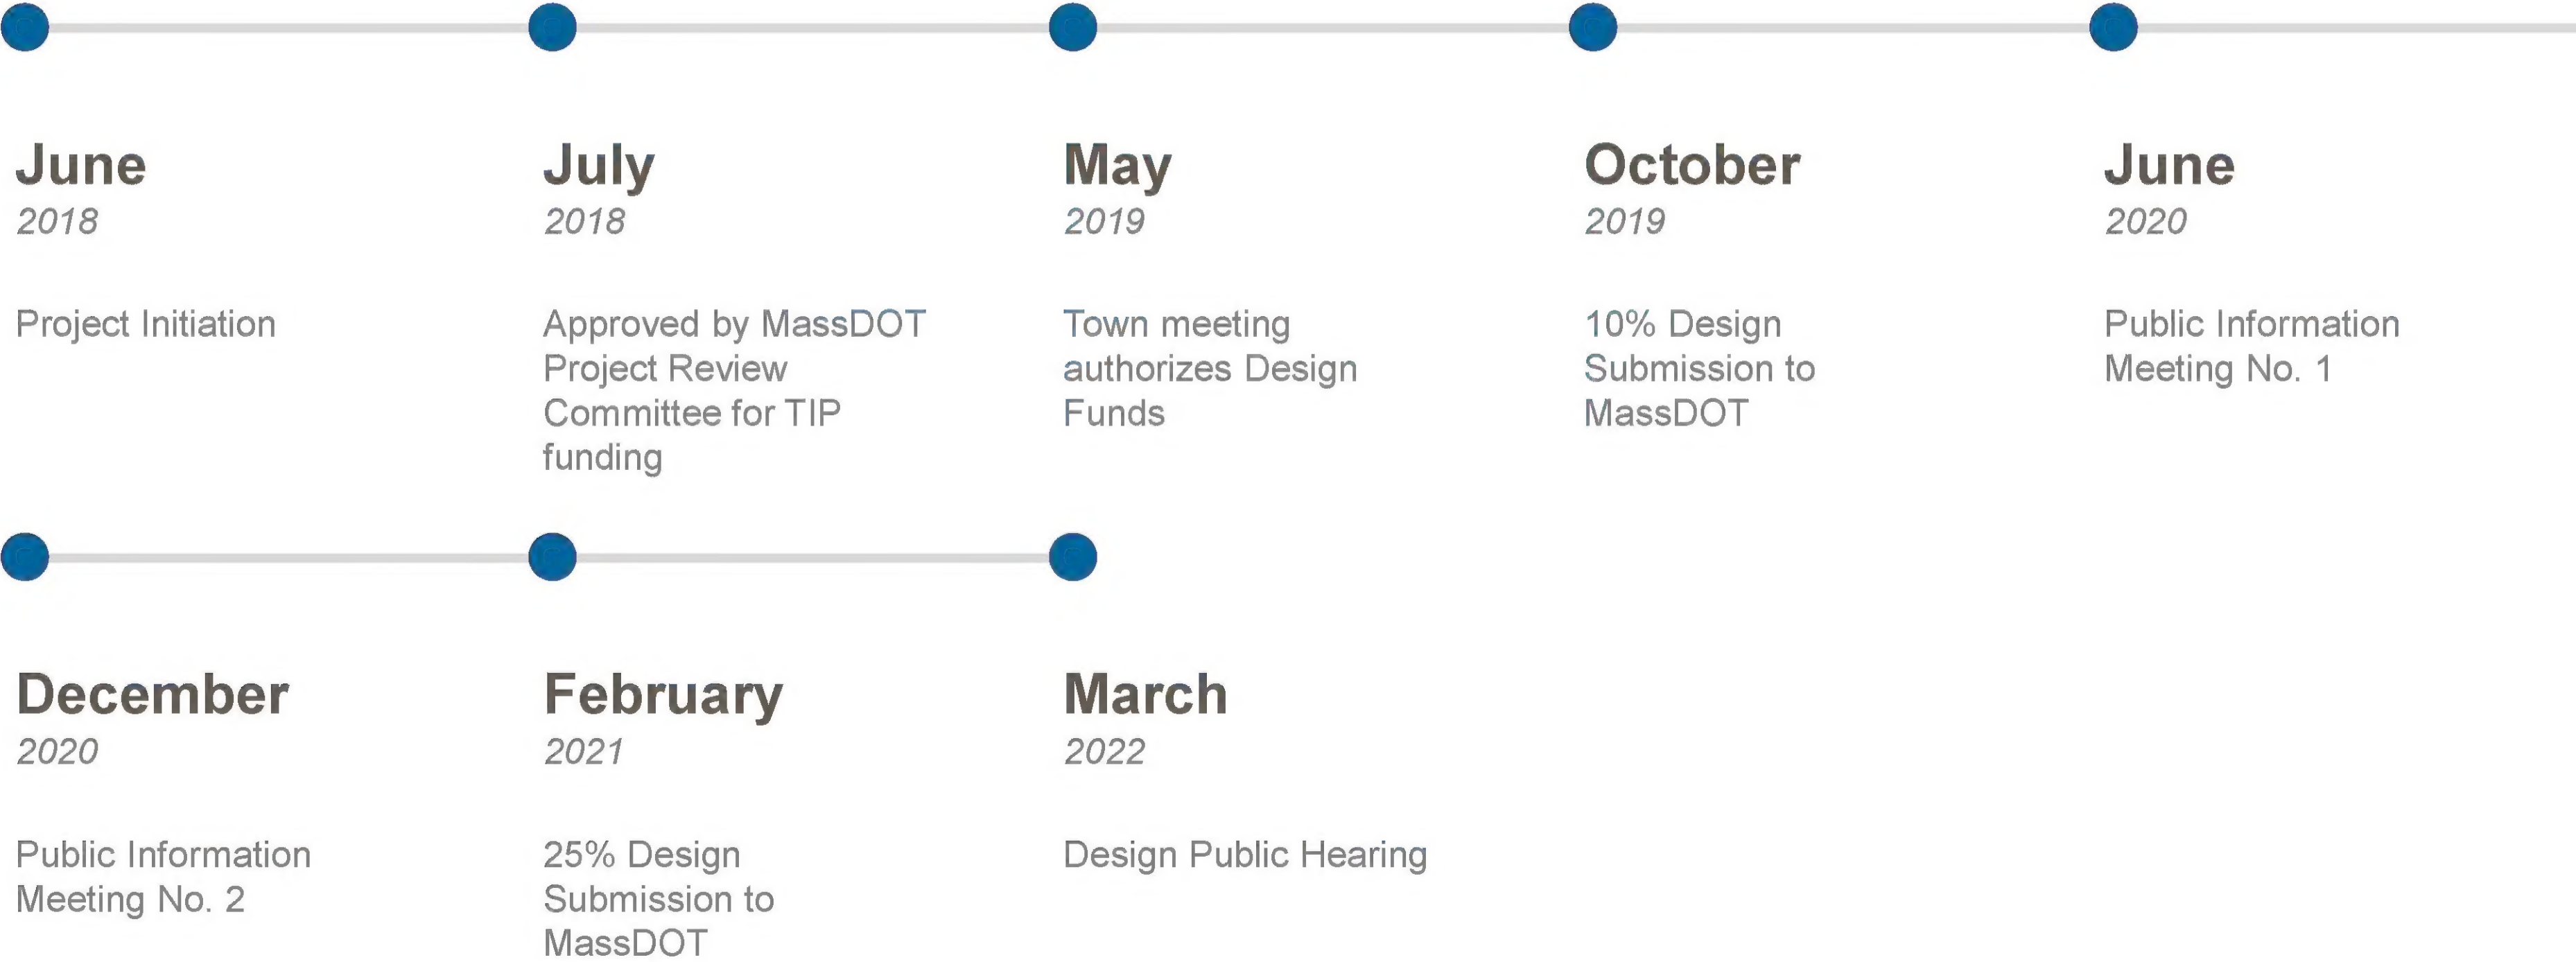 June
2018
Project Initiation
July
2018
Approved by MassDOT
Project Review
Committee for TIP
funding
May
2019
Town meeting
authorizes Design
Funds
October
2019
10% Design
Submission to
MassDOT
June
2020
Public Information
Meeting No. 1
December
2020
Public Information
Meeting No. 2
February
2021
25% Design
Submission to
MassDOT
March
2022
Design Public Hearing